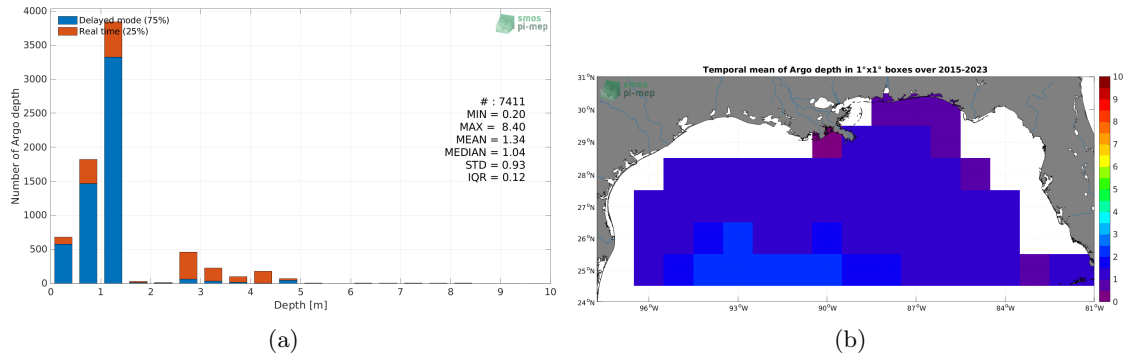 Delayed mode (75%)
Real time (25%)
smos
pi-mep
4000
3500
3000
2500
2000
1500
1000
500
0
Number of Argo depth
# : 7411
MIN = 0.20
MAX = 8.40
MEAN = 1.34
MEDIAN = 1.04
STD = 0.93
IQR = 0.12
0 1 2 3 4 5 6 7 8 9 10
Depth [m]
(a)
Temporal mean of Argo depth in 1°x1° boxes over 2015-2023
smos
pi-mep
31°N
30°N
29°N
28°N
27°N
26°N
25°N
24°N
96°W 93°W 90°W 87°W 84°W 81°W
10
9
8
7
6
5
4
3
2
1
0
(b)